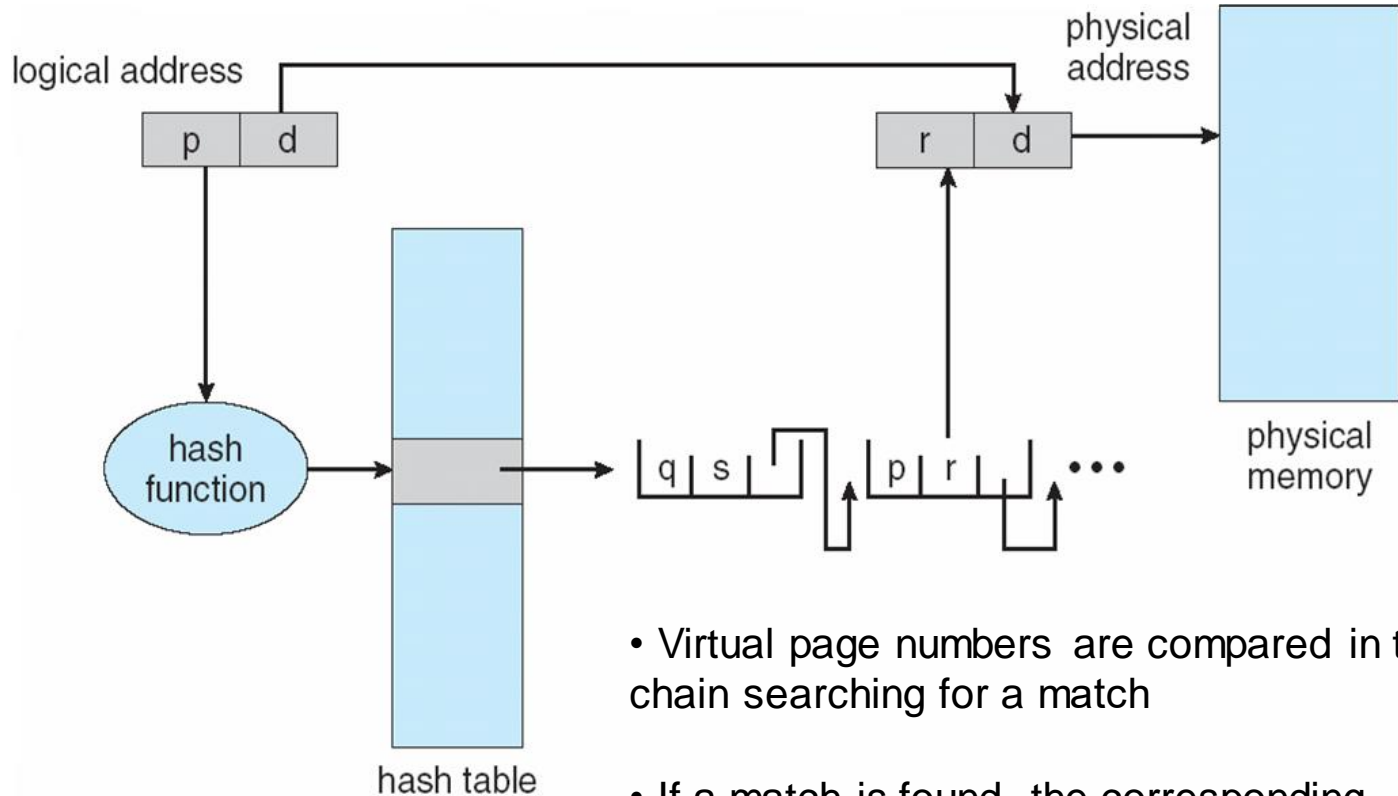 logical address
physical
address
p d
r d
hash
function
q s
p r
•••
physical
memory
hash table
• Virtual page numbers are compared in
chain searching for a match
• If a match is found, the corresponding